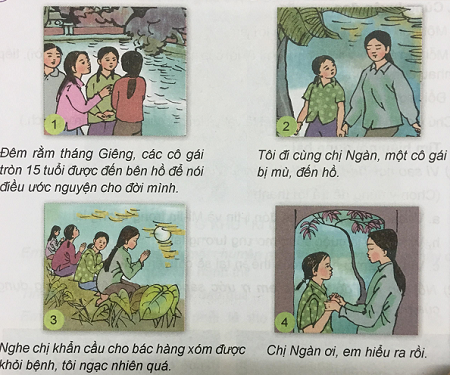 1
2
Đêm rằm tháng Giêng, các cô gái
tròn 15 tuổi được đến bên hồ để nói
điều ước nguyện cho đời mình.
Tôi đi cùng chị Ngàn, một cô gái
bị mù, đến hồ.
3
4
Nghe chị khẩn cầu cho bác hàng xóm được
khỏi bệnh, tôi ngạc nhiên quá.
Chị Ngàn ơi, em hiểu ra rồi.